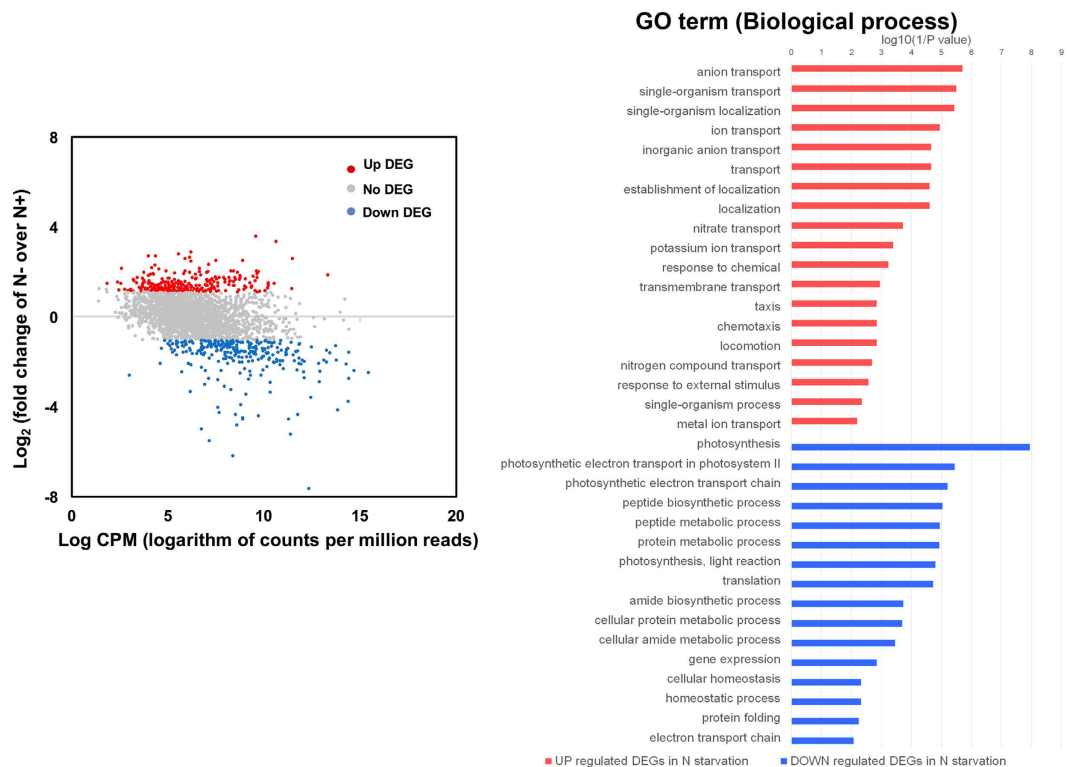 GO term (Biological process)
log10(1/P value)
0 1 2 3 4 5 6 7 8 9
8
4
0
-4
-8
Log2 (fold change of N- over N+)
Up DEG
No DEG
Down DEG
0 5 10 15 20
Log CPM (logarithm of counts per million reads)
anion transport
single-organism transport
single-organism localization
ion transport
inorganic anion transport
transport
establishment of localization
localization
nitrate transport
potassium ion transport
response to chemical
transmembrane transport
taxis
chemotaxis
locomotion
nitrogen compound transport
response to external stimulus
single-organism process
metal ion transport
photosynthesis
photosynthetic electron transport in photosystem II
photosynthetic electron transport chain
peptide biosynthetic process
peptide metabolic process
protein metabolic process
photosynthesis, light reaction
translation
amide biosynthetic process
cellular protein metabolic process
cellular amide metabolic process
gene expression
cellular homeostasis
homeostatic process
protein folding
electron transport chain
UP regulated DEGs in N starvation
DOWN regulated DEGs in N starvation